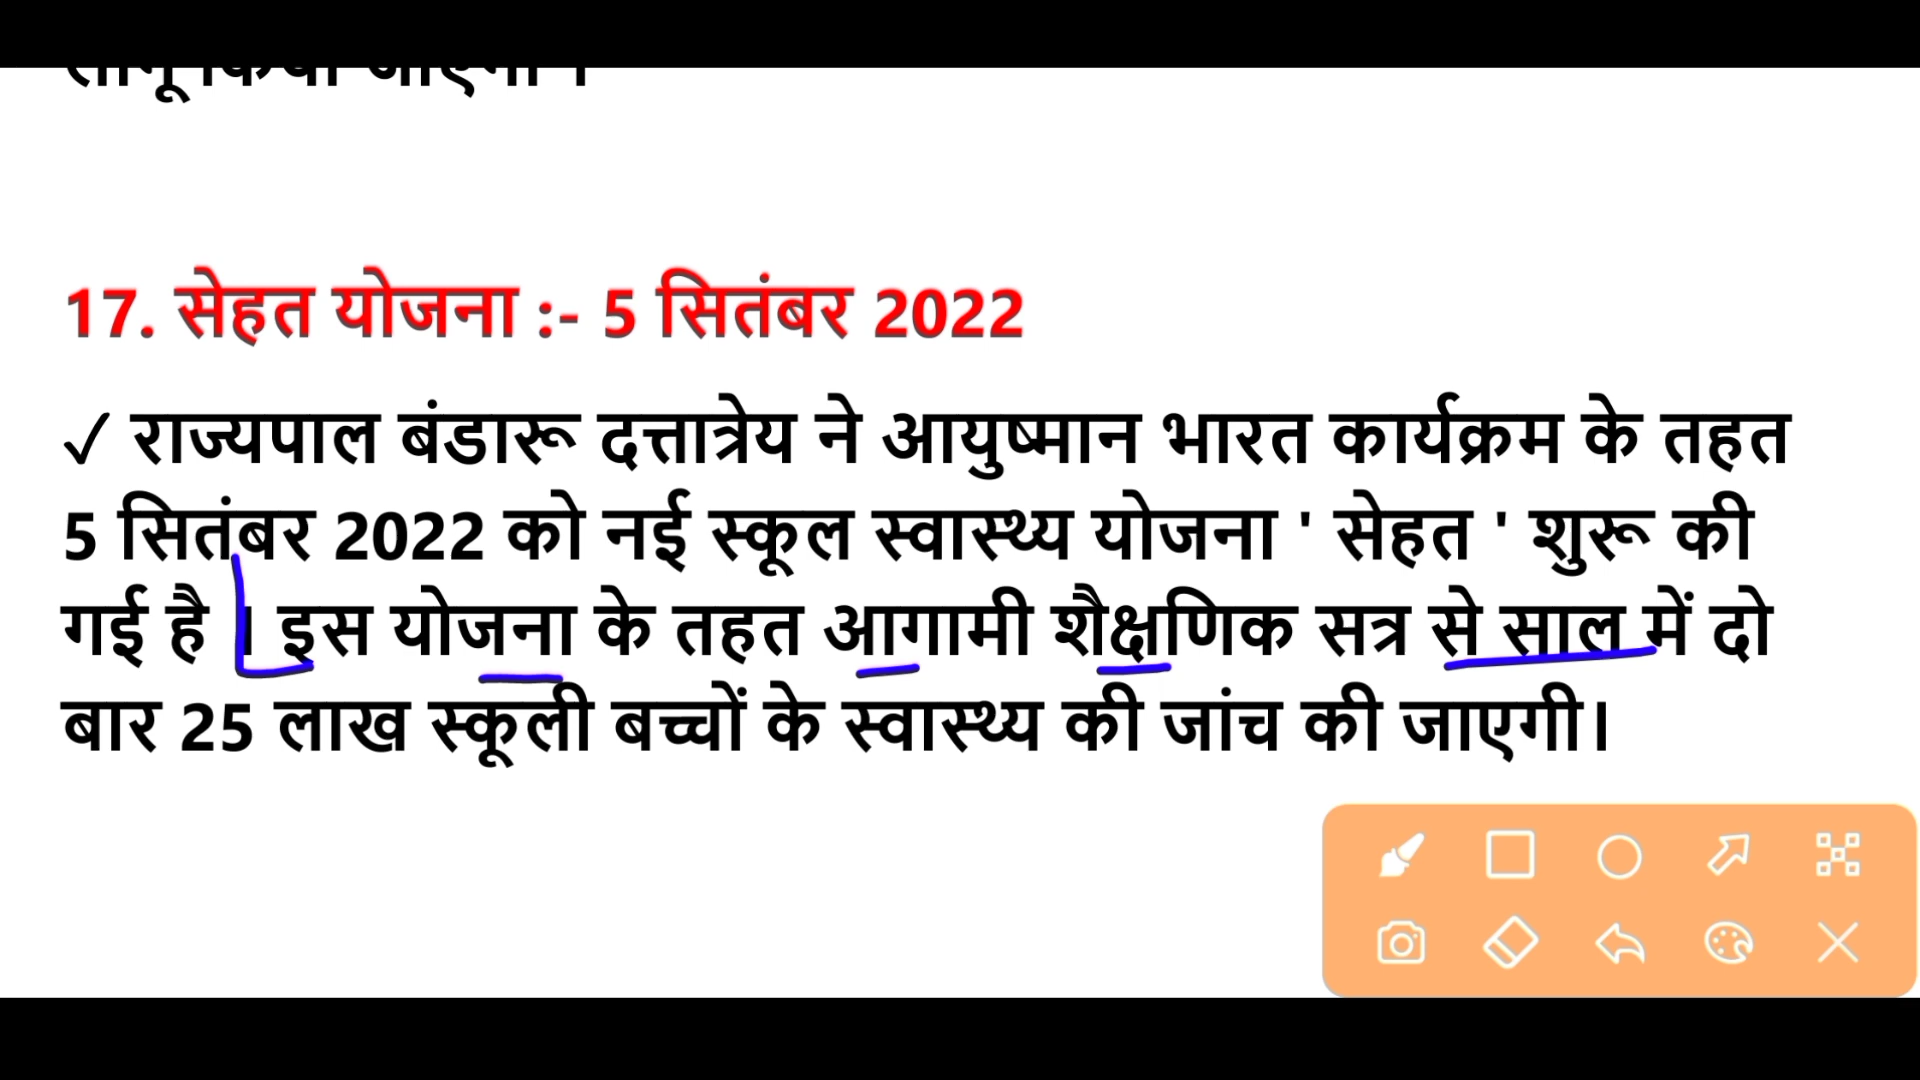 लागू किया जाएगा ।
17. सेहत योजना :- 5 सितंबर 2022
✓ राज्यपाल बंडारू दत्तात्रेय ने आयुष्मान भारत कार्यक्रम के तहत
5 सितंबर 2022 को नई स्कूल स्वास्थ्य योजना ' सेहत ' शुरू की
गई है । इस योजना के तहत आगामी शैक्षणिक सत्र से साल में दो
बार 25 लाख स्कूली बच्चों के स्वास्थ्य की जांच की जाएगी।